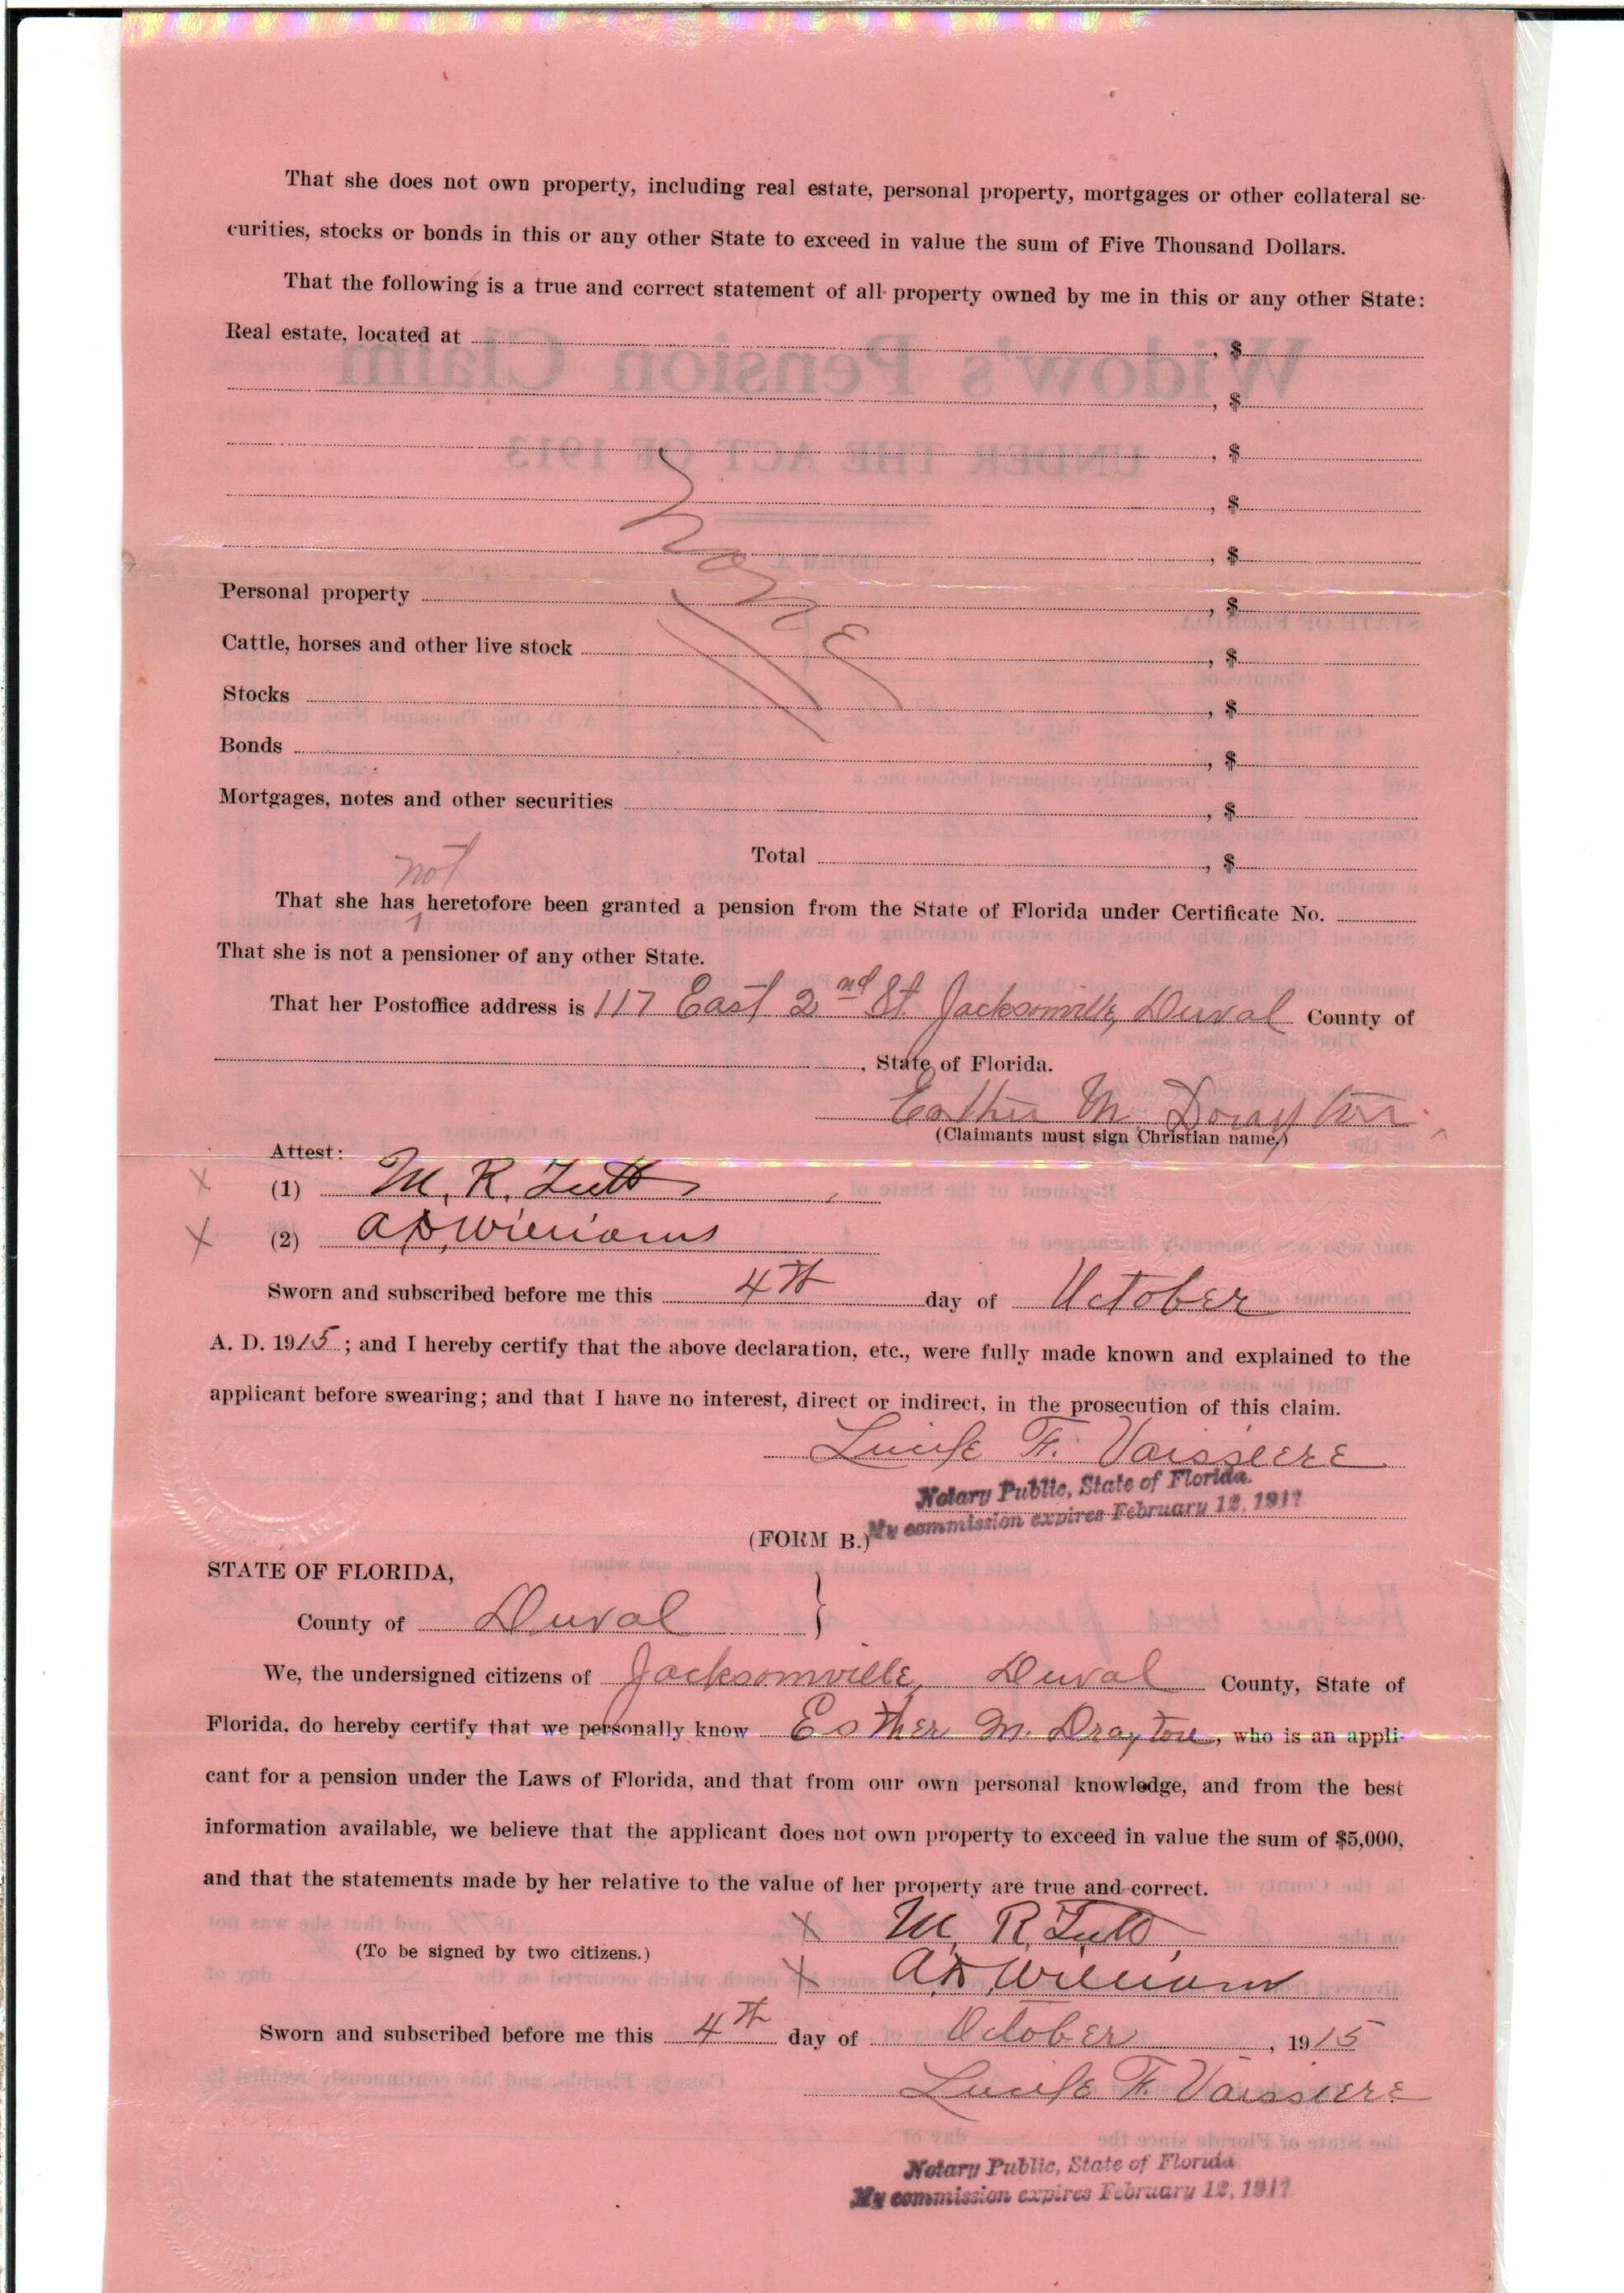 That she does not own property, including real estate, personal property, mortgages or other collateral se-
curities, stocks or bonds in this or any other State to exceed in value the sum of Five Thousand Dollars.
That the following is a true and correct statement of all property owned by me in this or any other State:
Real estate, located at , $
, $
, $
, $
, $
Personal property , $
Cattle, horses and other live stock , $
Stocks , $
Bonds , $
Mortgages, notes and other securities , $
Total , $
not
That she has heretofore been granted a pension from the State of Florida under Certificate No.
That she is not a pensioner of any other State.
That her Postoffice address is 117 East 2nd St. Jacksonville, Duval County of
, State of Florida.
Esther M Drayton
(Claimants must sign Christian name.)
Attest:
X (1) M. R. Tutt
X (2) A D Williams
Sworn and subscribed before me this 4th day of October
A. D. 1915; and I hereby certify that the above declaration, etc., were fully made known and explained to the
applicant before swearing; and that I have no interest, direct or indirect, in the prosecution of this claim.
Lucile F. Vaissiere
Notary Public, State of Florida.
My commission expires February 12, 1917
(FORM B.)
STATE OF FLORIDA,
County of Duval }
We, the undersigned citizens of Jacksonville, Duval County, State of
Florida, do hereby certify that we personally know Esther M. Drayton, who is an appli-
cant for a pension under the Laws of Florida, and that from our own personal knowledge, and from the best
information available, we believe that the applicant does not own property to exceed in value the sum of $5,000,
and that the statements made by her relative to the value of her property are true and correct.
X M. R. Tutt
(To be signed by two citizens.)
X A D Williams
Sworn and subscribed before me this 4th day of October , 1915
Lucile F. Vaissiere
Notary Public, State of Florida
My commission expires February 12, 1917